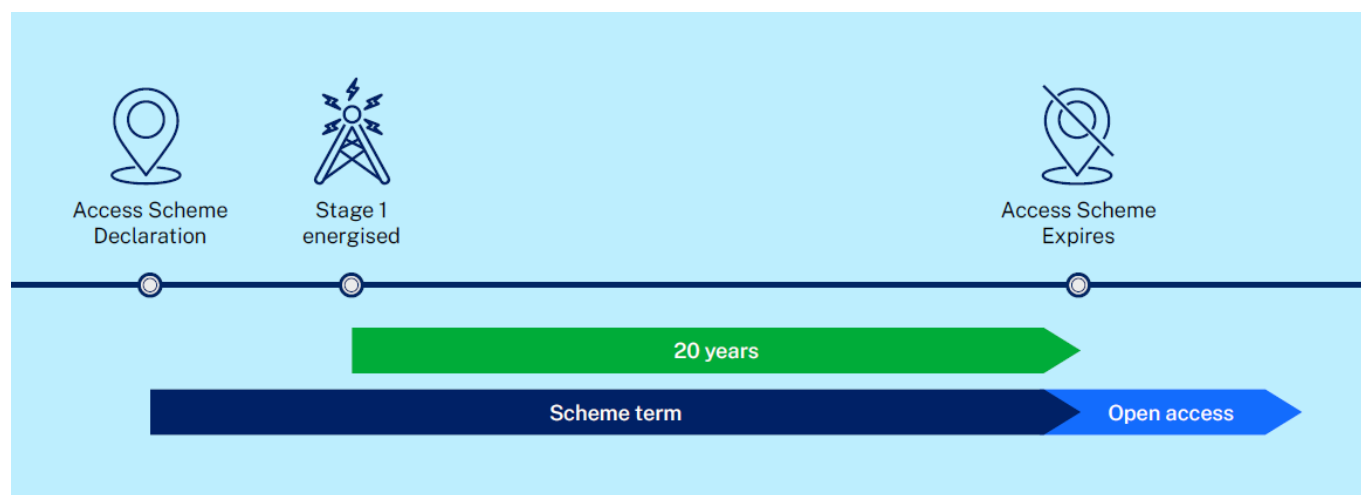 Access Scheme
Declaration
Stage 1
energised
Access Scheme
Expires
20 years
Scheme term
Open access